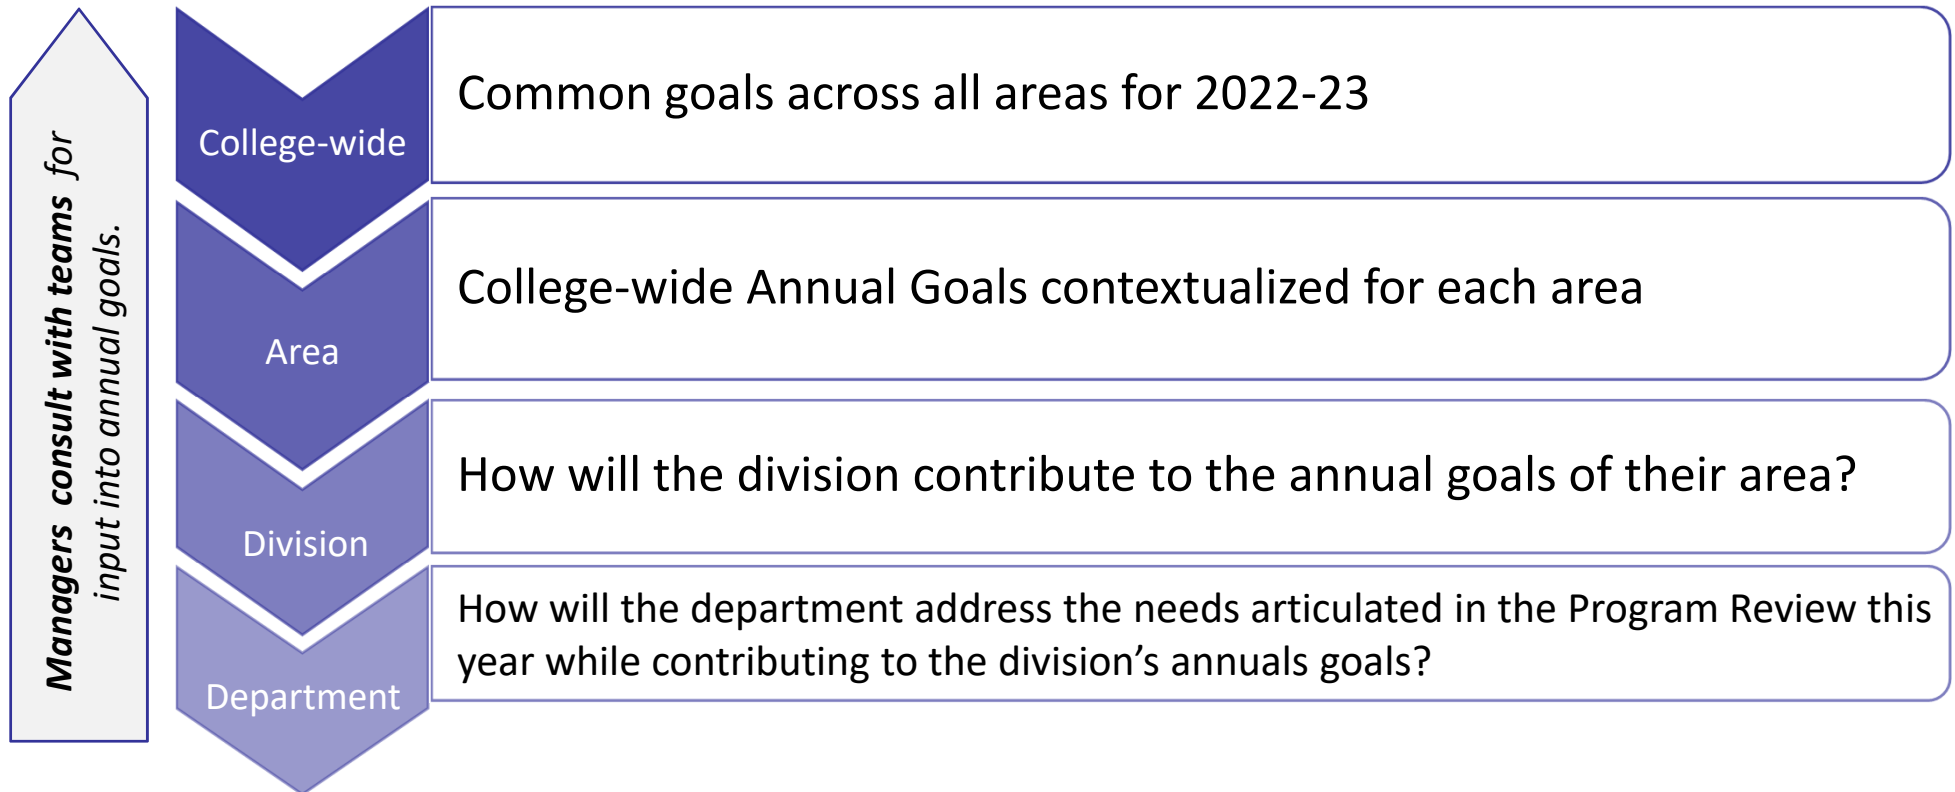 Managers consult with teams for
input into annual goals.
College-wide
Common goals across all areas for 2022-23
Area
College-wide Annual Goals contextualized for each area
Division
How will the division contribute to the annual goals of their area?
Department
How will the department address the needs articulated in the Program Review this
year while contributing to the division’s annuals goals?